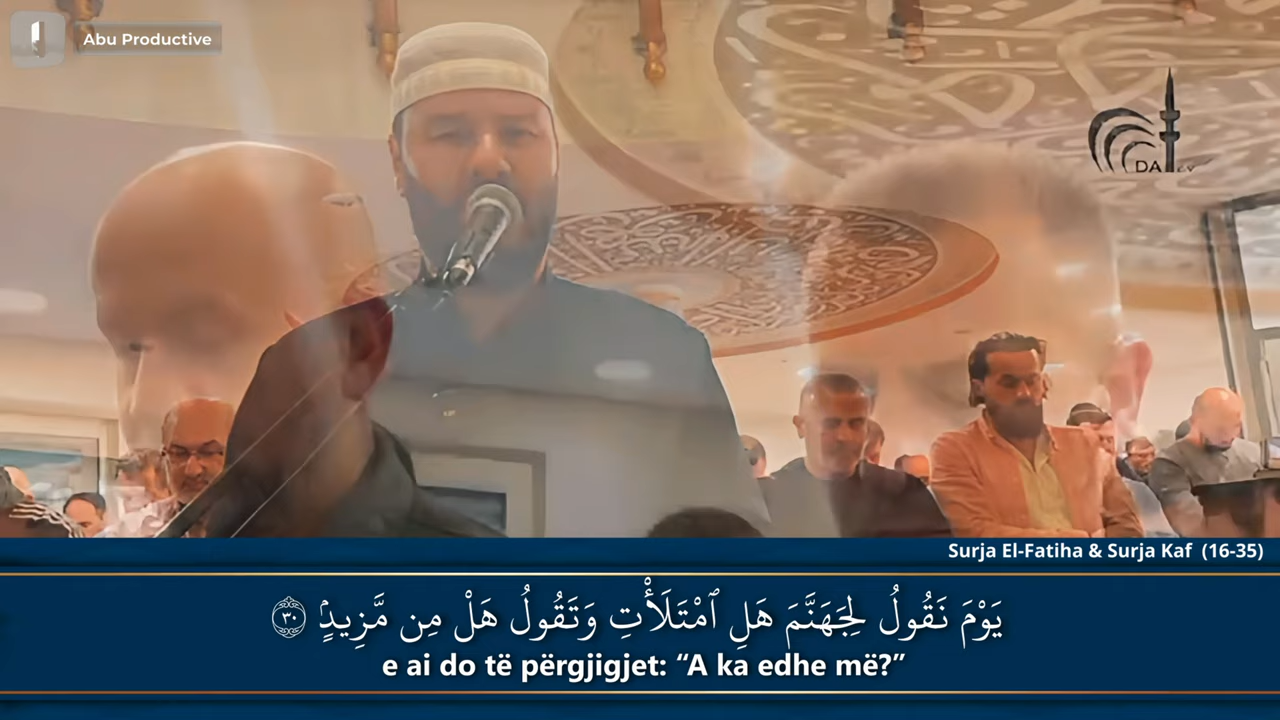 Abu Productive
DA
e.v
Surja El-Fatiha & Surja Kaf (16-35)
يَوْمَ نَقُولُ لِجَهَنَّمَ هَلِ ٱمْتَلَأْتِ وَتَقُولُ هَلْ مِن مَّزِيدٍ ٣٠
e ai do të përgjigjet: “A ka edhe më?”